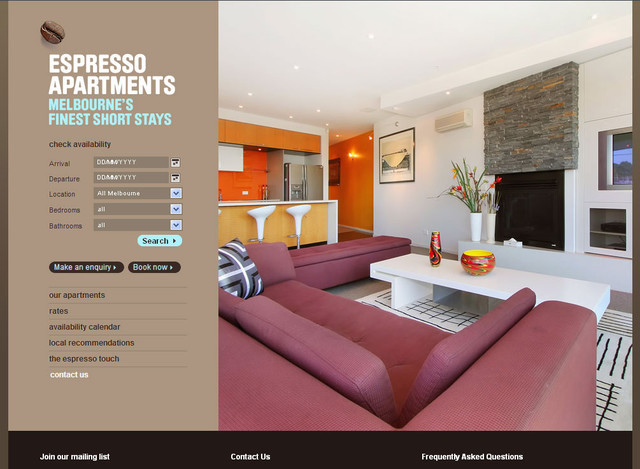 ESPRESSO
APARTMENTS
MELBOURNE'S
FINEST SHORT STAYS
check availability
Arrival DD/MM/YYYY
Departure DD/MM/YYYY
Location All Melbourne
Bedrooms all
Bathrooms all
Search
Make an enquiry Book now
our apartments
rates
availability calendar
local recommendations
the espresso touch
contact us
Join our mailing list Contact Us Frequently Asked Questions